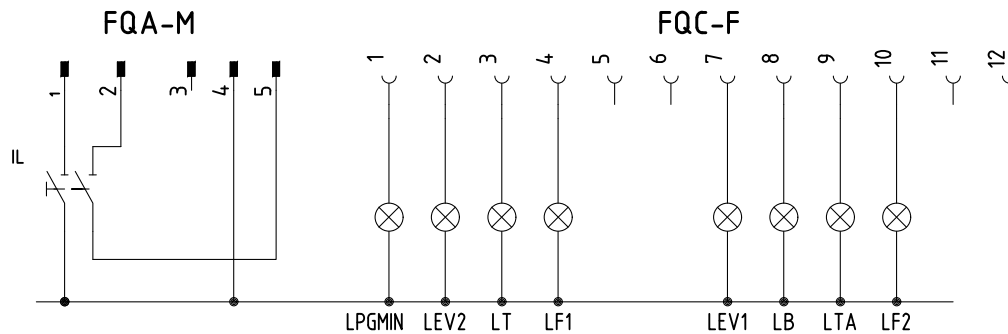 FQA-M FQC-F
1 2 3 4 5 1 2 3 4 5 6 7 8 9 10 11 12
IL
LPGMIN LEV2 LT LF1 LEV1 LB LTA LF2